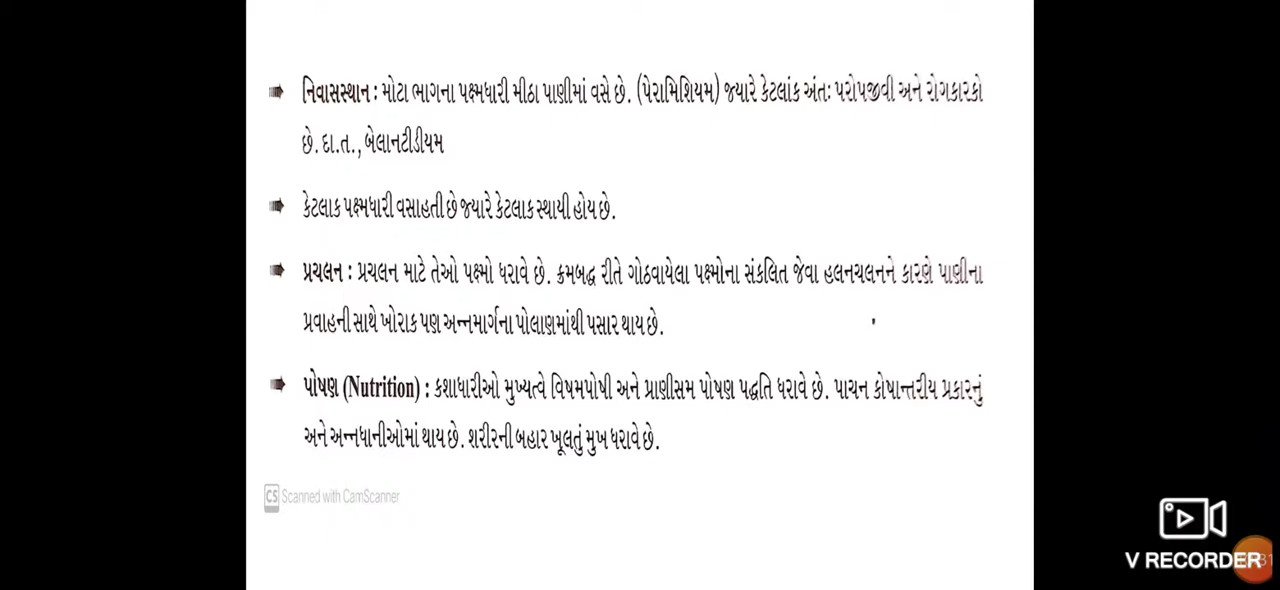 ➠ નિવાસસ્થાન : મોટા ભાગના પક્ષ્મધારી મીઠા પાણીમાં વસે છે. (પેરામિશિયમ) જ્યારે કેટલાંક અંતઃ પરોપજીવી અને રોગકારકો
છે. દા.ત., બેલાનટીડીયમ
➠ કેટલાક પક્ષ્મધારી વસાહતી છે જ્યારે કેટલાક સ્થાયી હોય છે.
➠ પ્રચલન : પ્રચલન માટે તેઓ પક્ષ્મો ધરાવે છે. ક્રમબદ્ધ રીતે ગોઠવાયેલા પક્ષ્મોના સંકલિત જેવા હલનચલનને કારણે પાણીના
પ્રવાહની સાથે ખોરાક પણ અન્નમાર્ગના પોલાણમાંથી પસાર થાય છે.
➠ પોષણ (Nutrition) : કશાધારીઓ મુખ્યત્વે વિષમપોષી અને પ્રાણીસમ પોષણ પદ્ધતિ ધરાવે છે. પાચન કોષાન્તરીય પ્રકારનું
અને અન્નધાનીઓમાં થાય છે. શરીરની બહાર ખૂલતું મુખ ધરાવે છે.
CS Scanned with CamScanner
V RECORDER